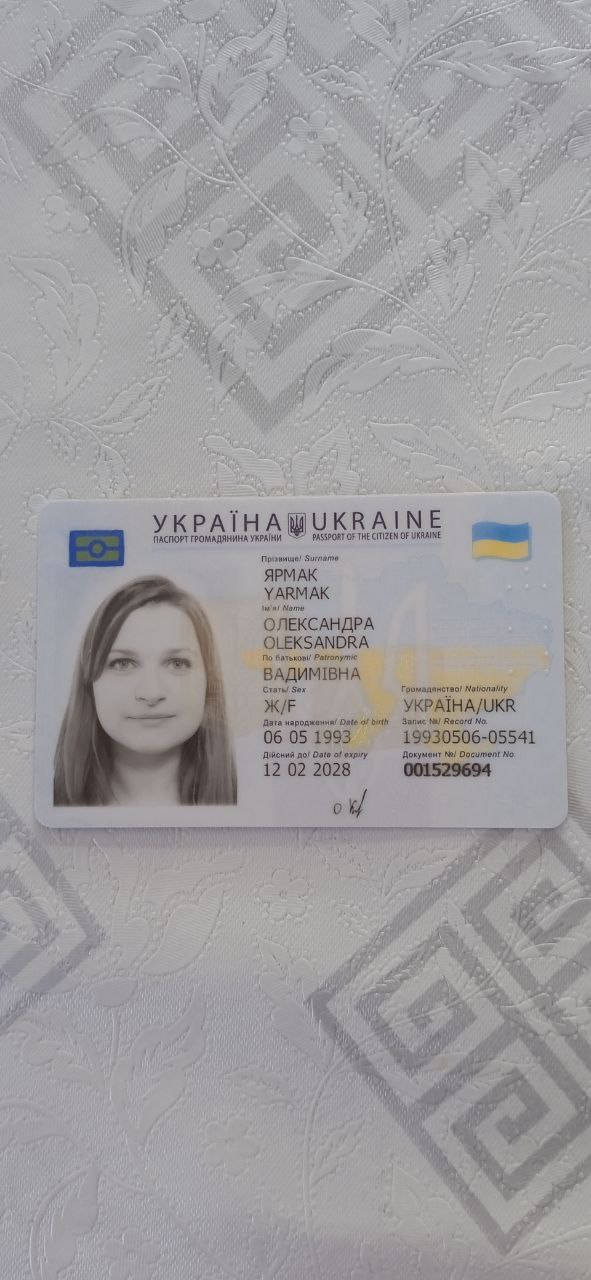 УКРАЇНА UKRAINE
ПАСПОРТ ГРОМАДЯНИНА УКРАЇНИ PASSPORT OF THE CITIZEN OF UKRAINE
Прізвище/ Surname
ЯРМАК
YARMAK
Ім'я/ Name
ОЛЕКСАНДРА
OLEKSANDRA
По батькові/ Patronymic
ВАДИМІВНА
Стать/ Sex Громадянство/ Nationality
Ж/F УКРАЇНА/UKR
Дата народження/ Date of birth Запис №/ Record No.
06 05 1993 19930506-05541
Дійсний до/ Date of expiry Документ №/ Document No.
12 02 2028 001529694